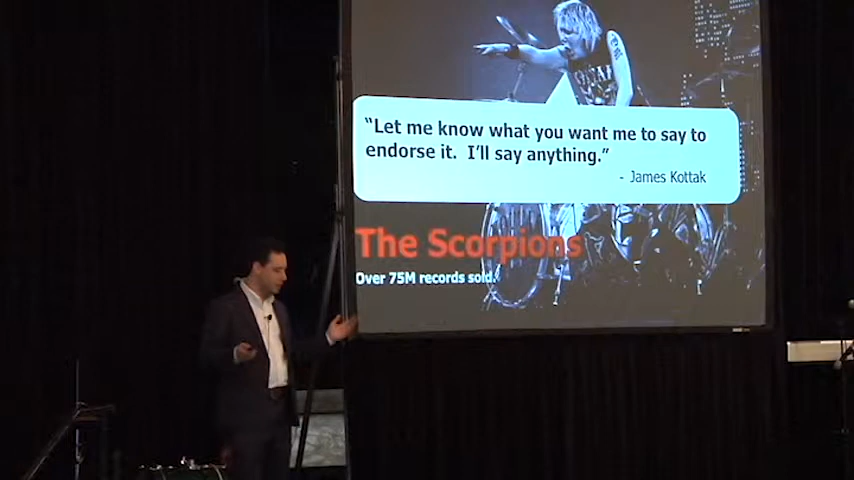 “Let me know what you want me to say to
endorse it.  I’ll say anything.”
- James Kottak
The Scorpions
Over 75M records sold.